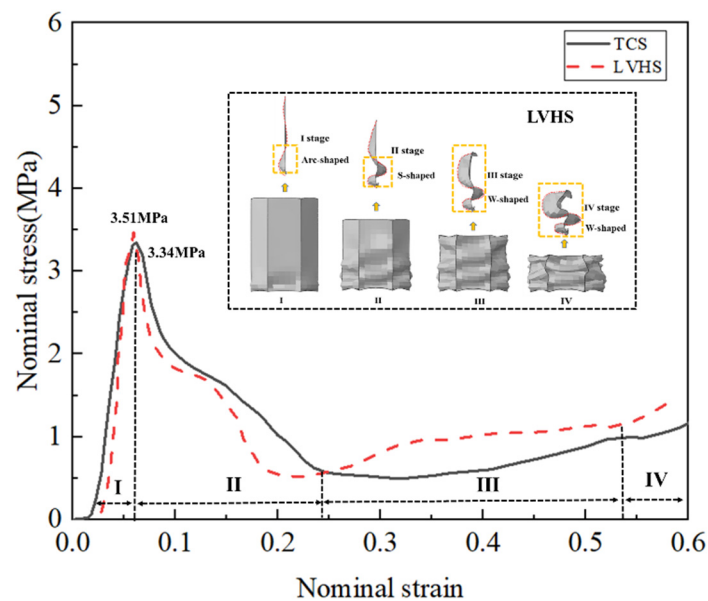 6
5
4
3
2
1
0
Nominal stress(MPa)
TCS
LVHS
LVHS
I stage
Arc-shaped
II stage
S-shaped
III stage
W-shaped
IV stage
W-shaped
I
II
III
IV
3.51MPa
3.34MPa
I
II
III
IV
0.0
0.1
0.2
0.3
0.4
0.5
0.6
Nominal strain